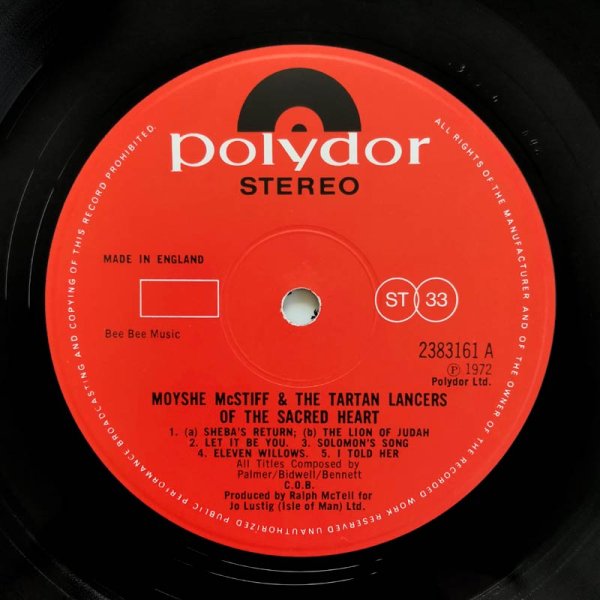 polydor
STEREO
ALL RIGHTS OF THE MANUFACTURER AND OF THE OWNER OF THE RECORDED WORK RESERVED UNAUTHORIZED PUBLIC PERFORMANCE BROADCASTING AND COPYING OF THIS RECORD PROHIBITED.
MADE IN ENGLAND
ST 33
Bee Bee Music
2383161 A
Ⓟ 1972
Polydor Ltd.
MOYSHE McSTIFF & THE TARTAN LANCERS
OF THE SACRED HEART
1. (a) SHEBA'S RETURN; (b) THE LION OF JUDAH
2. LET IT BE YOU. 3. SOLOMON'S SONG
4. ELEVEN WILLOWS. 5. I TOLD HER
All Titles Composed by
Palmer/Bidwell/Bennett
C.O.B.
Produced by Ralph McTell for
Jo Lustig (Isle of Man) Ltd.